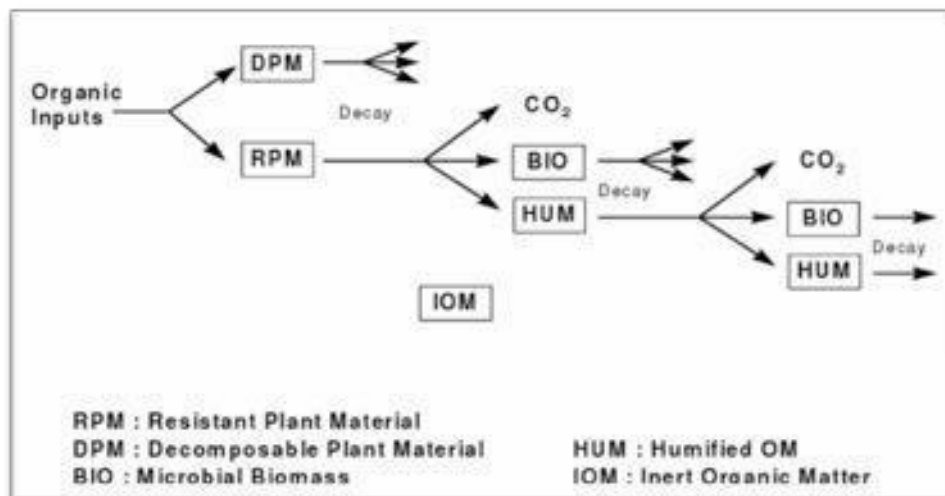 DPM
Organic
Inputs
Decay
CO₂
RPM
BIO
CO₂
Decay
HUM
BIO
Decay
HUM
IOM
RPM : Resistant Plant Material
DPM : Decomposable Plant Material
HUM : Humified OM
BIO : Microbial Biomass
IOM : Inert Organic Matter